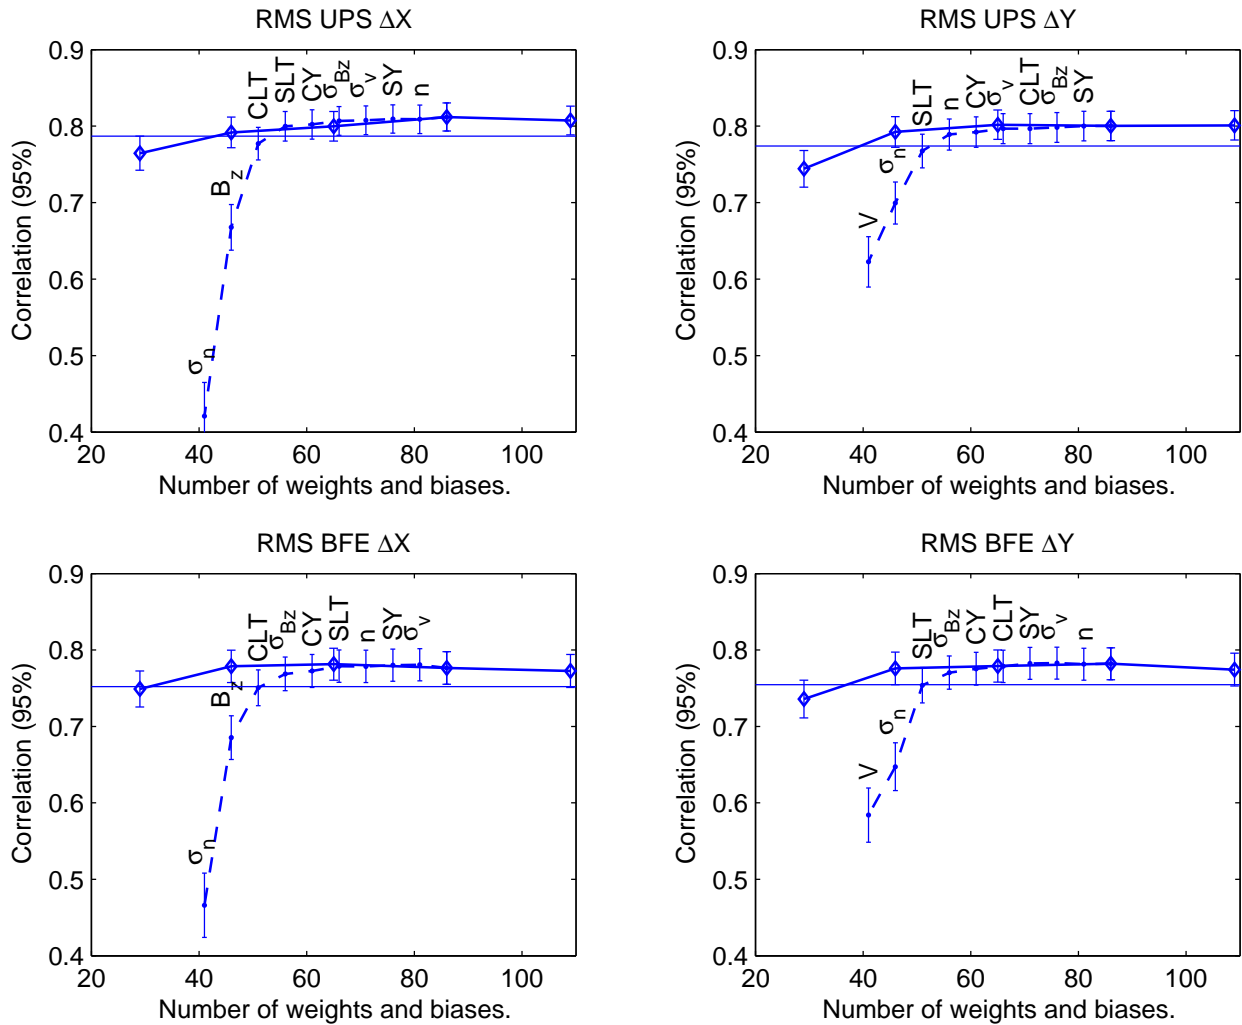 RMS UPS ΔX
0.9
0.8
0.7
0.6
0.5
0.4
Correlation (95%)
σn
Bz
CLT
SLT
CY
σBz
σv
SY
n
20 40 60 80 100
Number of weights and biases.
RMS UPS ΔY
0.9
0.8
0.7
0.6
0.5
0.4
Correlation (95%)
V
σn
SLT
n
CY
σv
CLT
σBz
SY
20 40 60 80 100
Number of weights and biases.
RMS BFE ΔX
0.9
0.8
0.7
0.6
0.5
0.4
Correlation (95%)
σn
Bz
CLT
σBz
CY
SLT
n
SY
σv
20 40 60 80 100
Number of weights and biases.
RMS BFE ΔY
0.9
0.8
0.7
0.6
0.5
0.4
Correlation (95%)
V
σn
SLT
σBz
CY
CLT
SY
σv
n
20 40 60 80 100
Number of weights and biases.